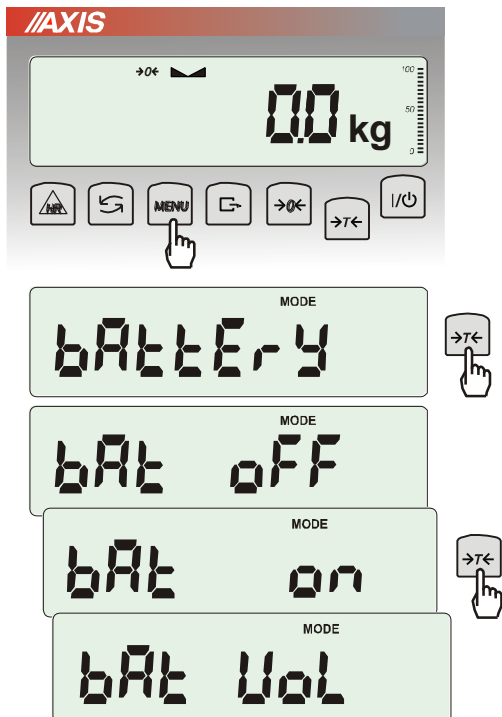 AXIS
→0← 100
0.0 kg 50
0
HR MENU →0← →T← I/
MODE
bAttErY
→T←
MODE
bAt oFF
MODE
bAt on
→T←
MODE
bAt UoL